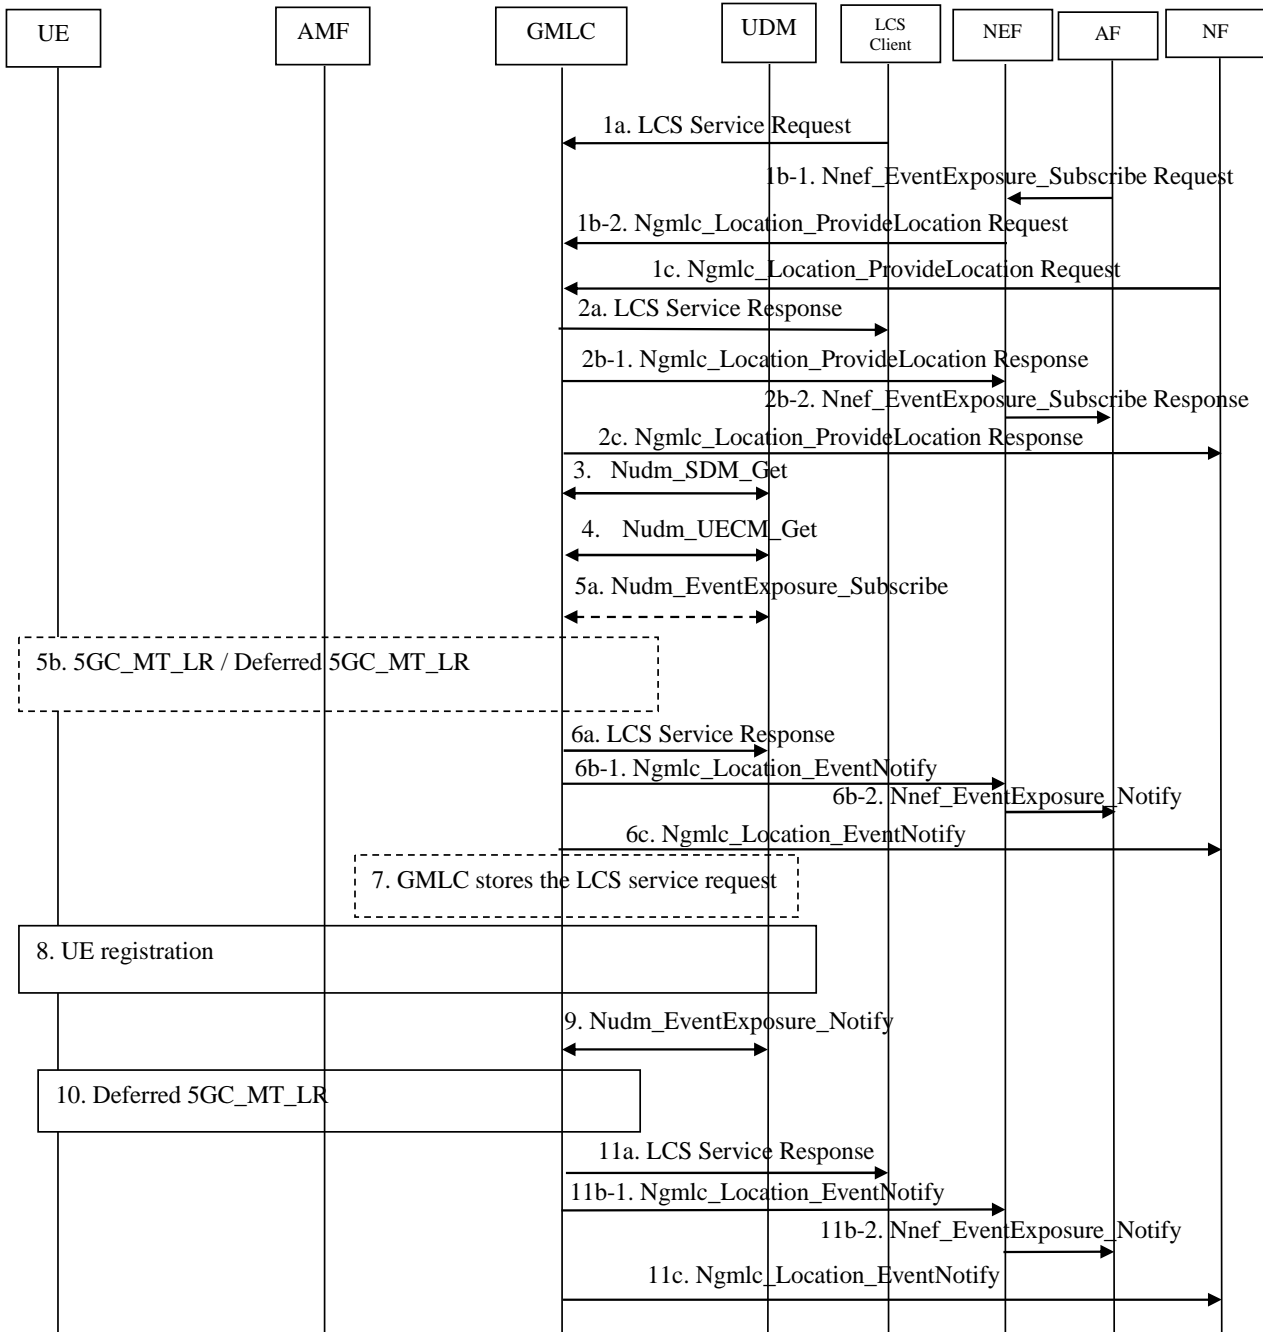 UE
AMF
GMLC
UDM
LCS
Client
NEF
AF
NF
1a. LCS Service Request
1b-1. Nnef_EventExposure_Subscribe Request
1b-2. Ngmlc_Location_ProvideLocation Request
1c. Ngmlc_Location_ProvideLocation Request
2a. LCS Service Response
2b-1. Ngmlc_Location_ProvideLocation Response
2b-2. Nnef_EventExposure_Subscribe Response
2c. Ngmlc_Location_ProvideLocation Response
3. Nudm_SDM_Get
4. Nudm_UECM_Get
5a. Nudm_EventExposure_Subscribe
5b. 5GC_MT_LR / Deferred 5GC_MT_LR
6a. LCS Service Response
6b-1. Ngmlc_Location_EventNotify
6b-2. Nnef_EventExposure_Notify
6c. Ngmlc_Location_EventNotify
7. GMLC stores the LCS service request
8. UE registration
9. Nudm_EventExposure_Notify
10. Deferred 5GC_MT_LR
11a. LCS Service Response
11b-1. Ngmlc_Location_EventNotify
11b-2. Nnef_EventExposure_Notify
11c. Ngmlc_Location_EventNotify